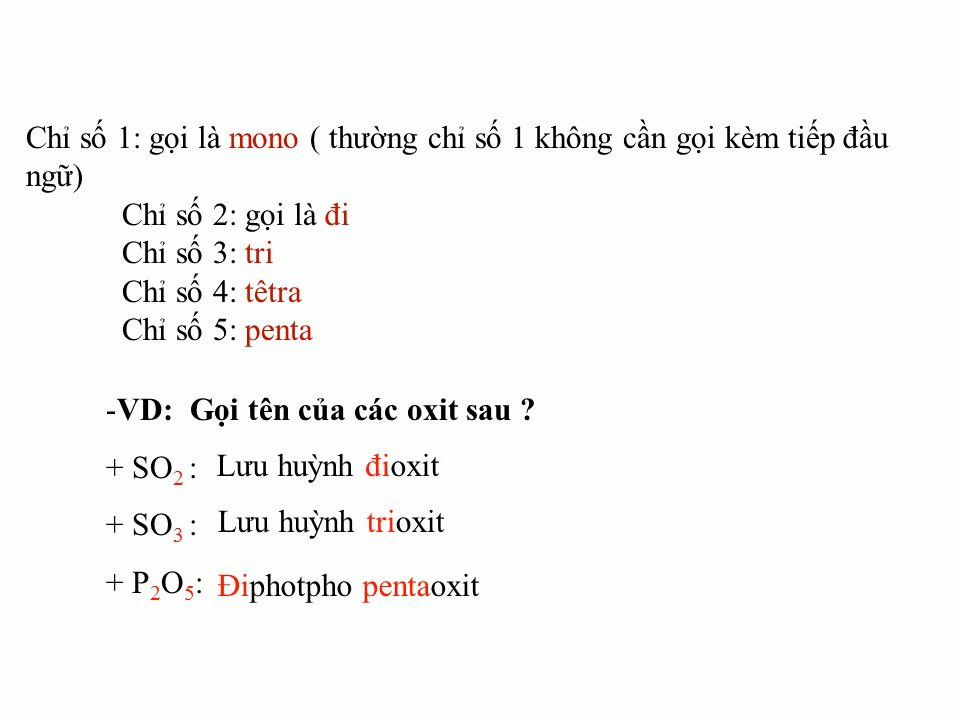 Chỉ số 1: gọi là mono ( thường chỉ số 1 không cần gọi kèm tiếp đầu
ngữ)
Chỉ số 2: gọi là đi
Chỉ số 3: tri
Chỉ số 4: têtra
Chỉ số 5: penta
-VD: Gọi tên của các oxit sau ?
+ SO₂ : Lưu huỳnh đioxit
+ SO₃ : Lưu huỳnh trioxit
+ P₂O₅: Điphotpho pentaoxit